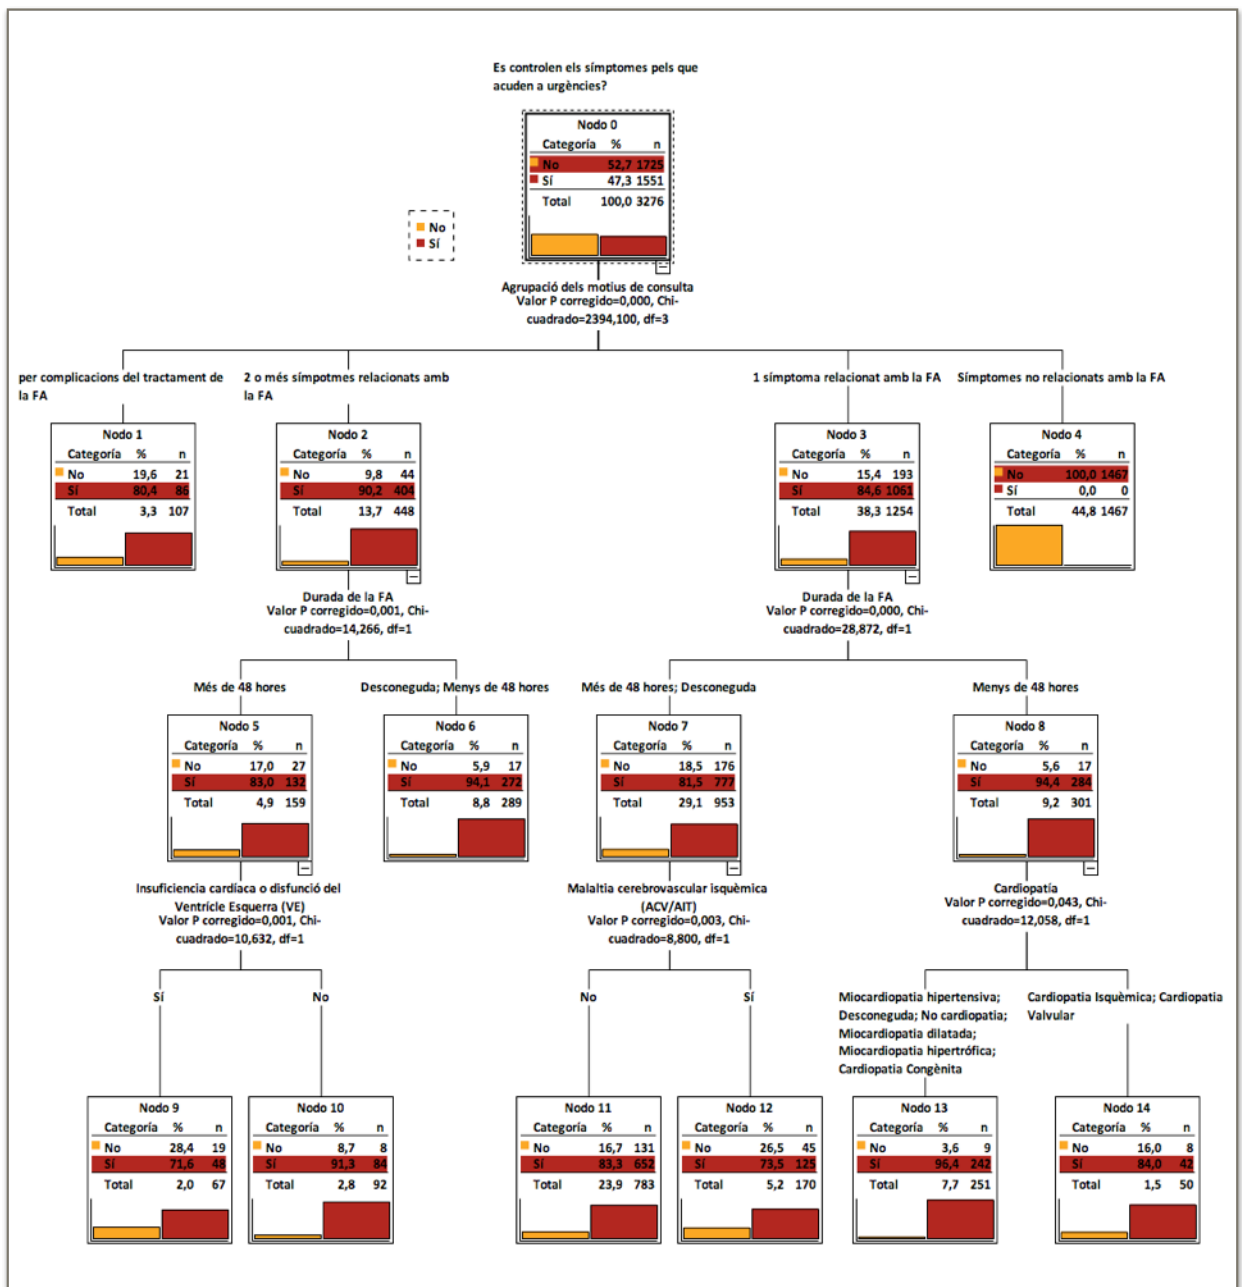 Es controlen els símptomes pels que
acuden a urgències?
Nodo 0
Categoría % n
No 52,7 1725
Sí 47,3 1551
Total 100,0 3276
No
Sí
Agrupació dels motius de consulta
Valor P corregido=0,000, Chi-
cuadrado=2394,100, df=3
per complicacions del tractament de
la FA
2 o més símpotmes relacionats amb
la FA
1 símptoma relacionat amb la FA
Símptomes no relacionats amb la FA
Nodo 1
Categoría % n
No 19,6 21
Sí 80,4 86
Total 3,3 107
Nodo 2
Categoría % n
No 9,8 44
Sí 90,2 404
Total 13,7 448
Nodo 3
Categoría % n
No 15,4 193
Sí 84,6 1061
Total 38,3 1254
Nodo 4
Categoría % n
No 100,0 1467
Sí 0,0 0
Total 44,8 1467
Durada de la FA
Valor P corregido=0,001, Chi-
cuadrado=14,266, df=1
Durada de la FA
Valor P corregido=0,000, Chi-
cuadrado=28,872, df=1
Més de 48 hores
Desconeguda; Menys de 48 hores
Més de 48 hores; Desconeguda
Menys de 48 hores
Nodo 5
Categoría % n
No 17,0 27
Sí 83,0 132
Total 4,9 159
Nodo 6
Categoría % n
No 5,9 17
Sí 94,1 272
Total 8,8 289
Nodo 7
Categoría % n
No 18,5 176
Sí 81,5 777
Total 29,1 953
Nodo 8
Categoría % n
No 5,6 17
Sí 94,4 284
Total 9,2 301
Insuficiencia cardíaca o disfunció del
Ventrícle Esquerra (VE)
Valor P corregido=0,001, Chi-
cuadrado=10,632, df=1
Malaltia cerebrovascular isquèmica
(ACV/AIT)
Valor P corregido=0,003, Chi-
cuadrado=8,800, df=1
Cardiopatía
Valor P corregido=0,043, Chi-
cuadrado=12,058, df=1
Sí
No
No
Sí
Miocardiopatia hipertensiva;
Desconeguda; No cardiopatia;
Miocardiopatia dilatada;
Miocardiopatia hipertrófica;
Cardiopatia Congènita
Cardiopatia Isquèmica; Cardiopatia
Valvular
Nodo 9
Categoría % n
No 28,4 19
Sí 71,6 48
Total 2,0 67
Nodo 10
Categoría % n
No 8,7 8
Sí 91,3 84
Total 2,8 92
Nodo 11
Categoría % n
No 16,7 131
Sí 83,3 652
Total 23,9 783
Nodo 12
Categoría % n
No 26,5 45
Sí 73,5 125
Total 5,2 170
Nodo 13
Categoría % n
No 3,6 9
Sí 96,4 242
Total 7,7 251
Nodo 14
Categoría % n
No 16,0 8
Sí 84,0 42
Total 1,5 50